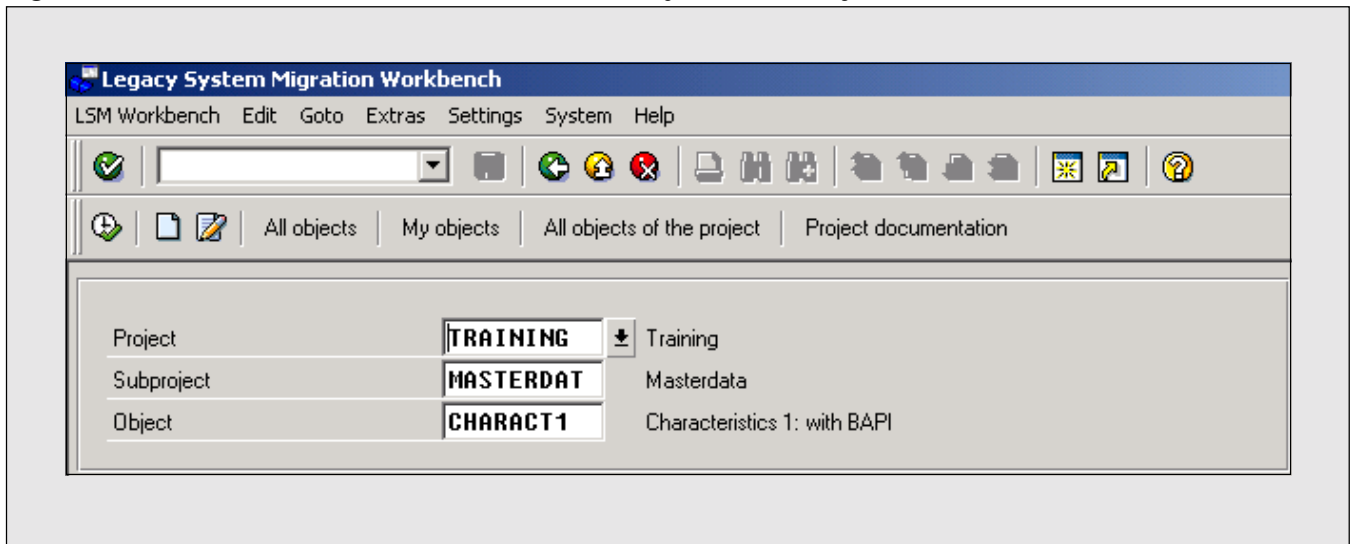 Legacy System Migration Workbench
LSM Workbench Edit Goto Extras Settings System Help
All objects My objects All objects of the project Project documentation
Project TRAINING Training
Subproject MASTERDAT Masterdata
Object CHARACT1 Characteristics 1: with BAPI